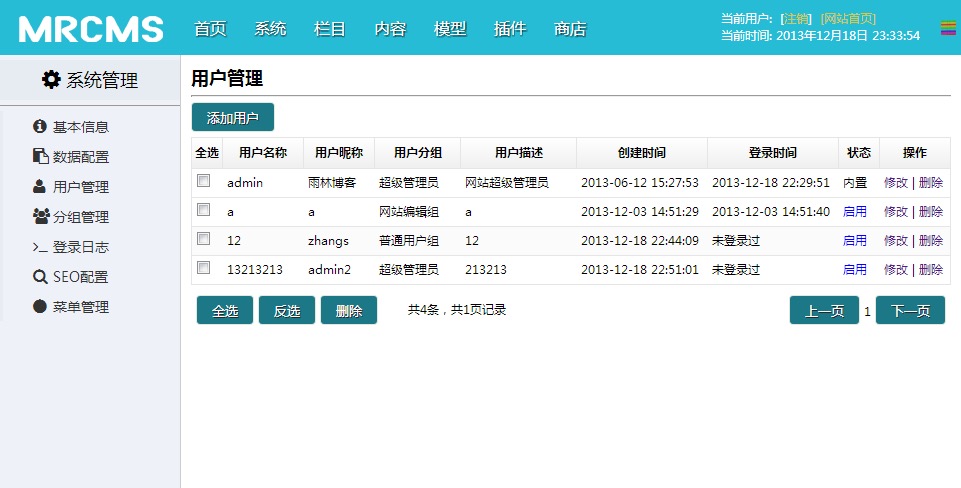 MRCMS
首页 系统 栏目 内容 模型 插件 商店
当前用户: [注销] [网站首页]
当前时间: 2013年12月18日 23:33:54
系统管理
基本信息
数据配置
用户管理
分组管理
登录日志
SEO配置
菜单管理
用户管理
添加用户
全选 用户名称 用户昵称 用户分组 用户描述 创建时间 登录时间 状态 操作
admin 雨林博客 超级管理员 网站超级管理员 2013-06-12 15:27:53 2013-12-18 22:29:51 内置 修改 | 删除
a a 网站编辑组 a 2013-12-03 14:51:29 2013-12-03 14:51:40 启用 修改 | 删除
12 zhangs 普通用户组 12 2013-12-18 22:44:09 未登录过 启用 修改 | 删除
13213213 admin2 超级管理员 213213 2013-12-18 22:51:01 未登录过 启用 修改 | 删除
全选 反选 删除 共4条，共1页记录 上一页 1 下一页